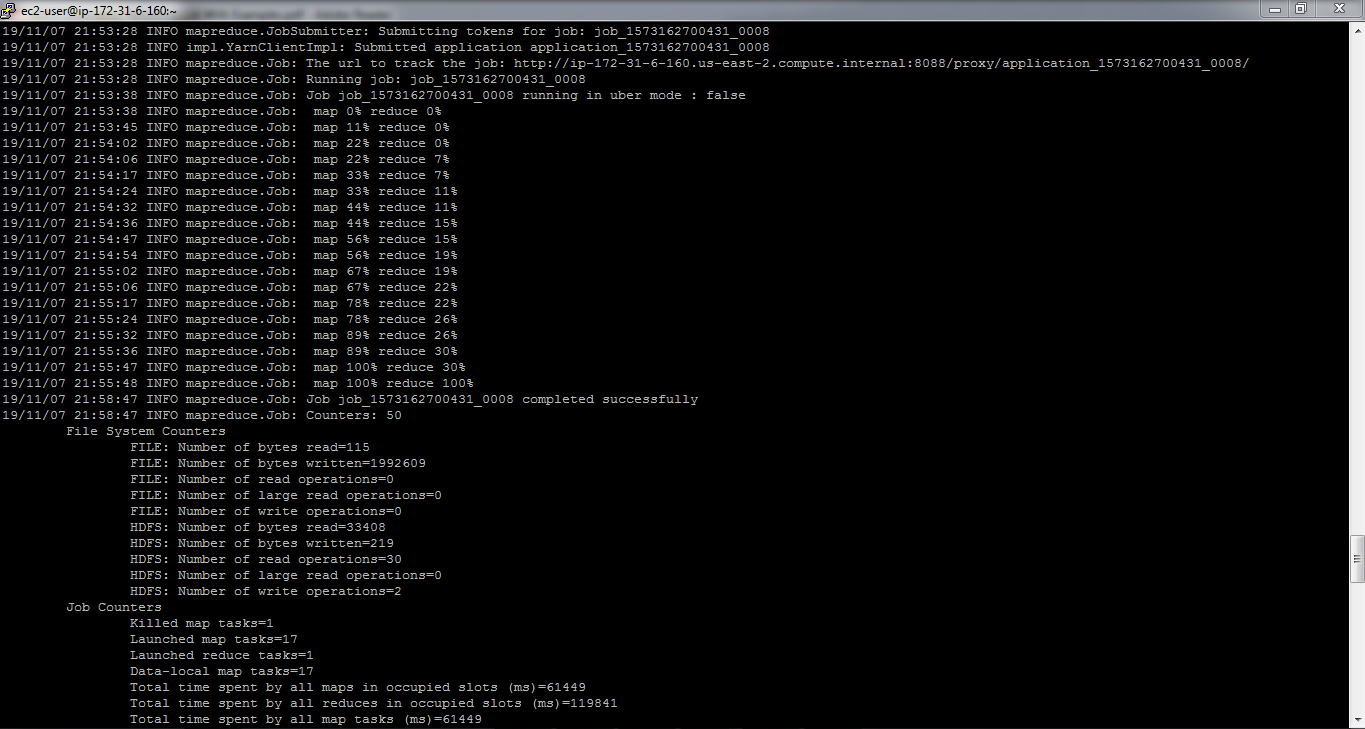 ec2-user@ip-172-31-6-160:~
19/11/07 21:53:28 INFO mapreduce.JobSubmitter: Submitting tokens for job: job_1573162700431_0008
19/11/07 21:53:28 INFO impl.YarnClientImpl: Submitted application application_1573162700431_0008
19/11/07 21:53:28 INFO mapreduce.Job: The url to track the job: http://ip-172-31-6-160.us-east-2.compute.internal:8088/proxy/application_1573162700431_0008/
19/11/07 21:53:28 INFO mapreduce.Job: Running job: job_1573162700431_0008
19/11/07 21:53:38 INFO mapreduce.Job: Job job_1573162700431_0008 running in uber mode : false
19/11/07 21:53:38 INFO mapreduce.Job:  map 0% reduce 0%
19/11/07 21:53:45 INFO mapreduce.Job:  map 11% reduce 0%
19/11/07 21:54:02 INFO mapreduce.Job:  map 22% reduce 0%
19/11/07 21:54:06 INFO mapreduce.Job:  map 22% reduce 7%
19/11/07 21:54:17 INFO mapreduce.Job:  map 33% reduce 7%
19/11/07 21:54:24 INFO mapreduce.Job:  map 33% reduce 11%
19/11/07 21:54:32 INFO mapreduce.Job:  map 44% reduce 11%
19/11/07 21:54:36 INFO mapreduce.Job:  map 44% reduce 15%
19/11/07 21:54:47 INFO mapreduce.Job:  map 56% reduce 15%
19/11/07 21:54:54 INFO mapreduce.Job:  map 56% reduce 19%
19/11/07 21:55:02 INFO mapreduce.Job:  map 67% reduce 19%
19/11/07 21:55:06 INFO mapreduce.Job:  map 67% reduce 22%
19/11/07 21:55:17 INFO mapreduce.Job:  map 78% reduce 22%
19/11/07 21:55:24 INFO mapreduce.Job:  map 78% reduce 26%
19/11/07 21:55:32 INFO mapreduce.Job:  map 89% reduce 26%
19/11/07 21:55:36 INFO mapreduce.Job:  map 89% reduce 30%
19/11/07 21:55:47 INFO mapreduce.Job:  map 100% reduce 30%
19/11/07 21:55:48 INFO mapreduce.Job:  map 100% reduce 100%
19/11/07 21:58:47 INFO mapreduce.Job: Job job_1573162700431_0008 completed successfully
19/11/07 21:58:47 INFO mapreduce.Job: Counters: 50
File System Counters
FILE: Number of bytes read=115
FILE: Number of bytes written=1992609
FILE: Number of read operations=0
FILE: Number of large read operations=0
FILE: Number of write operations=0
HDFS: Number of bytes read=33408
HDFS: Number of bytes written=219
HDFS: Number of read operations=30
HDFS: Number of large read operations=0
HDFS: Number of write operations=2
Job Counters
Killed map tasks=1
Launched map tasks=17
Launched reduce tasks=1
Data-local map tasks=17
Total time spent by all maps in occupied slots (ms)=61449
Total time spent by all reduces in occupied slots (ms)=119841
Total time spent by all map tasks (ms)=61449